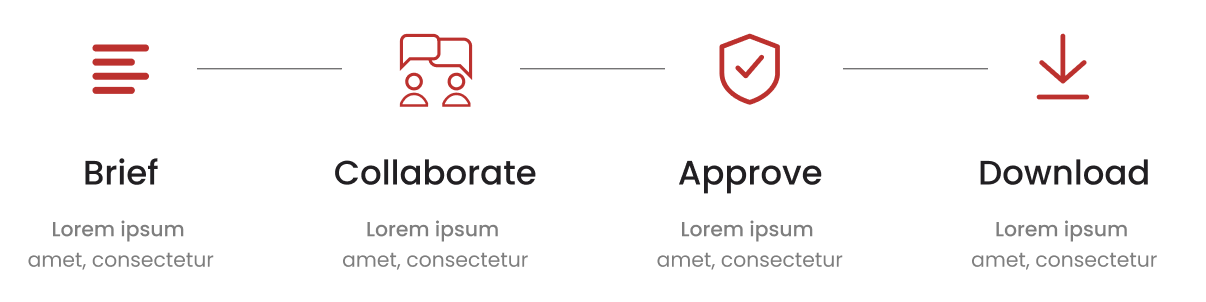 Brief
Collaborate
Approve
Download
Lorem ipsum
amet, consectetur
Lorem ipsum
amet, consectetur
Lorem ipsum
amet, consectetur
Lorem ipsum
amet, consectetur